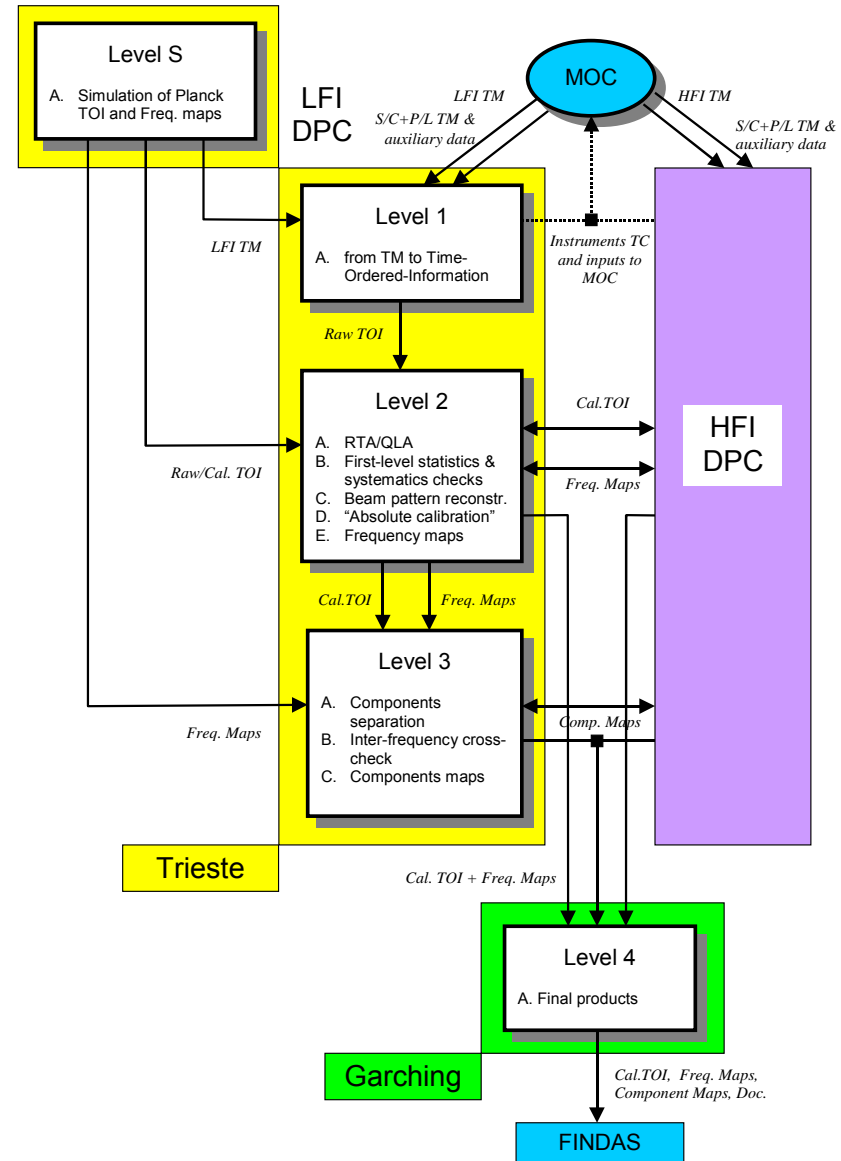 Level S
A. Simulation of Planck
TOI and Freq. maps
LFI
DPC
MOC
LFI TM
HFI TM
S/C+P/L TM &
auxiliary data
S/C+P/L TM &
auxiliary data
Level 1
A. from TM to Time-
Ordered-Information
LFI TM
Instruments TC
and inputs to
MOC
Raw TOI
Level 2
A. RTA/QLA
B. First-level statistics &
systematics checks
C. Beam pattern reconstr.
D. “Absolute calibration”
E. Frequency maps
Raw/Cal. TOI
Cal.TOI
Freq. Maps
HFI
DPC
Cal.TOI
Freq. Maps
Level 3
A. Components
separation
B. Inter-frequency cross-
check
C. Components maps
Freq. Maps
Comp. Maps
Trieste
Cal. TOI + Freq. Maps
Level 4
A. Final products
Garching
Cal.TOI, Freq. Maps,
Component Maps, Doc.
FINDAS